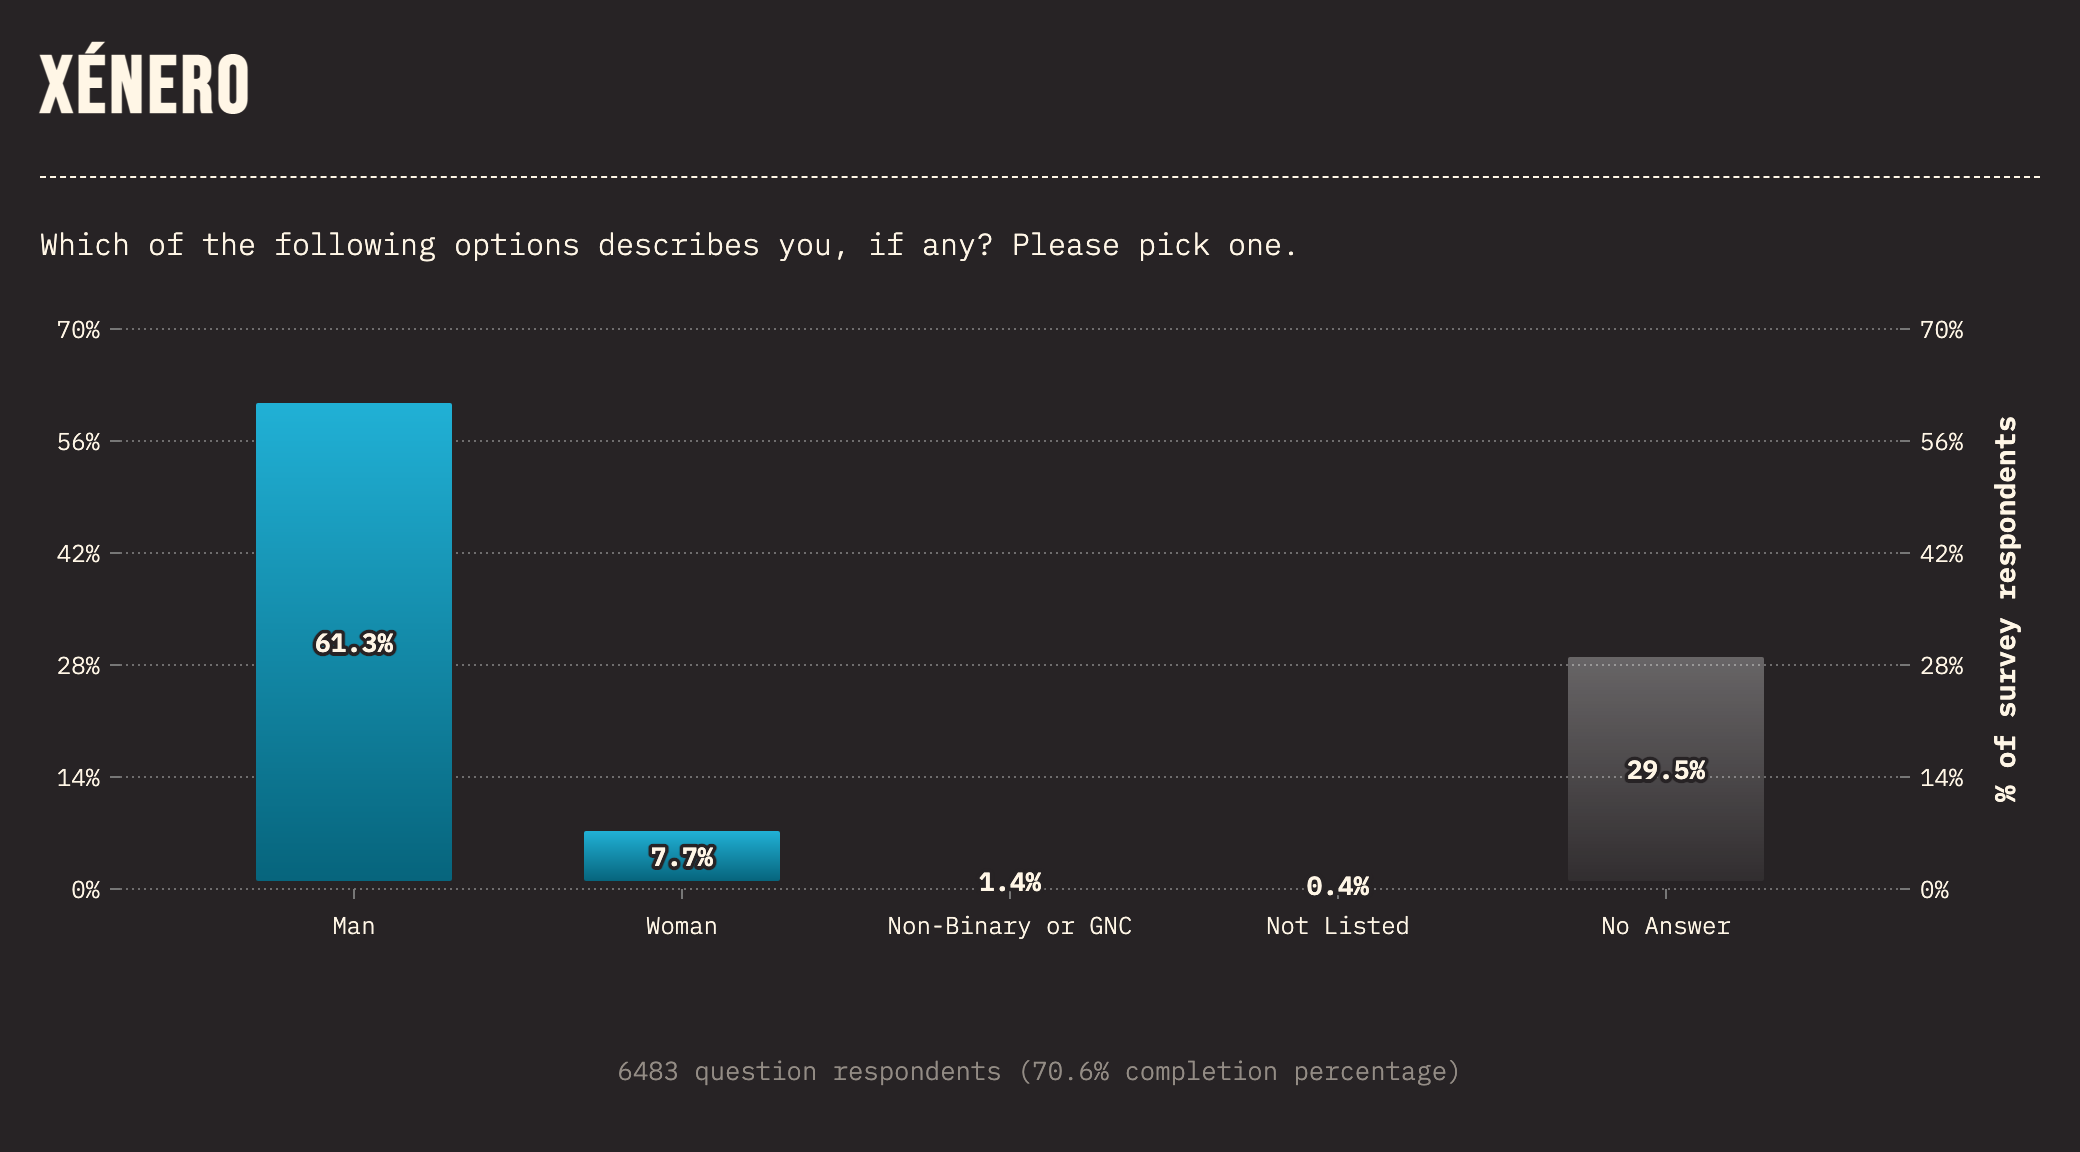 XÉNERO
Which of the following options describes you, if any? Please pick one.
70%
56%
42%
28%
14%
0%
61.3%
7.7%
1.4%
0.4%
29.5%
Man
Woman
Non-Binary or GNC
Not Listed
No Answer
70%
56%
42%
28%
14%
0%
% of survey respondents
6483 question respondents (70.6% completion percentage)